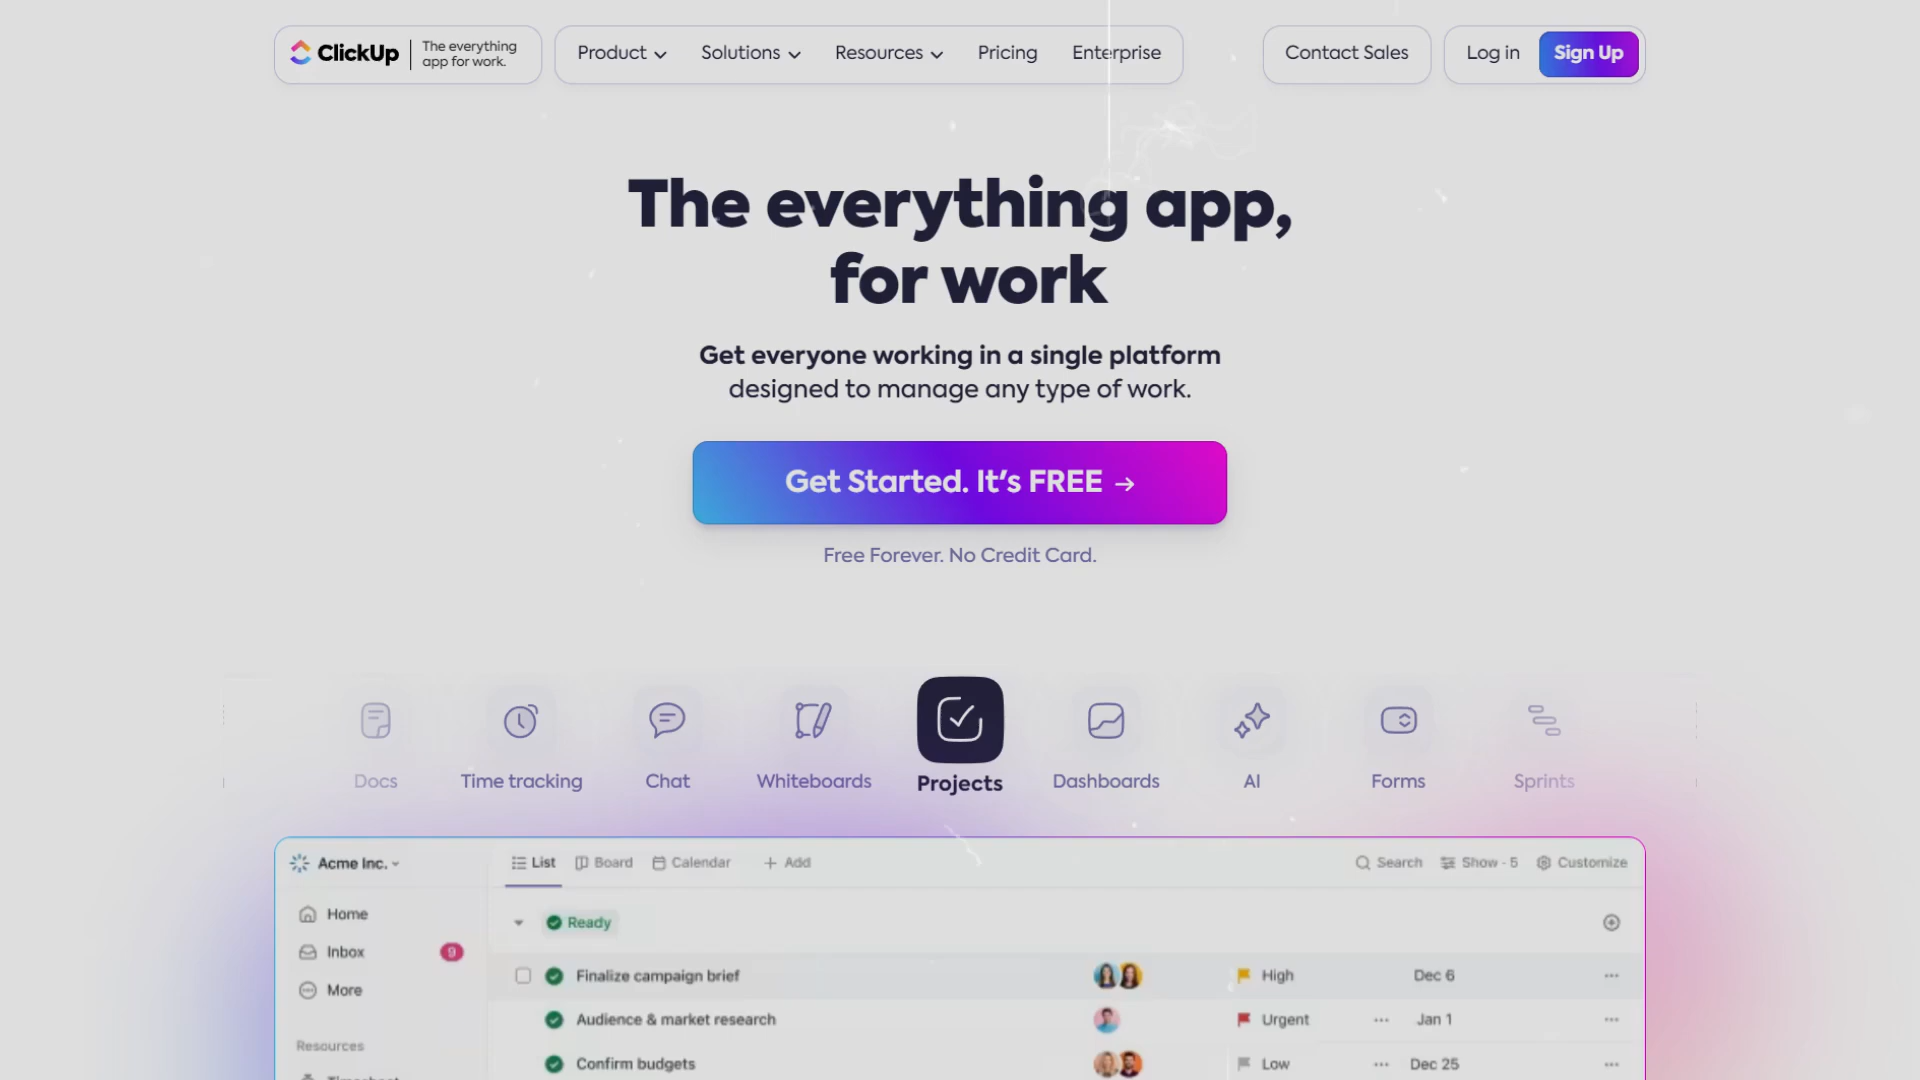 ClickUp
The everything
app for work.
Product
Solutions
Resources
Pricing
Enterprise
Contact Sales
Log in
Sign Up
The everything app,
for work
Get everyone working in a single platform
designed to manage any type of work.
Get Started. It's FREE →
Free Forever. No Credit Card.
Docs
Time tracking
Chat
Whiteboards
Projects
Dashboards
AI
Forms
Sprints
Acme Inc.
List
Board
Calendar
+ Add
Search
Show - 5
Customize
Home
Inbox
9
More
Resources
Ready
Finalize campaign brief
High
Dec 6
Audience & market research
Urgent
Jan 1
Confirm budgets
Low
Dec 25